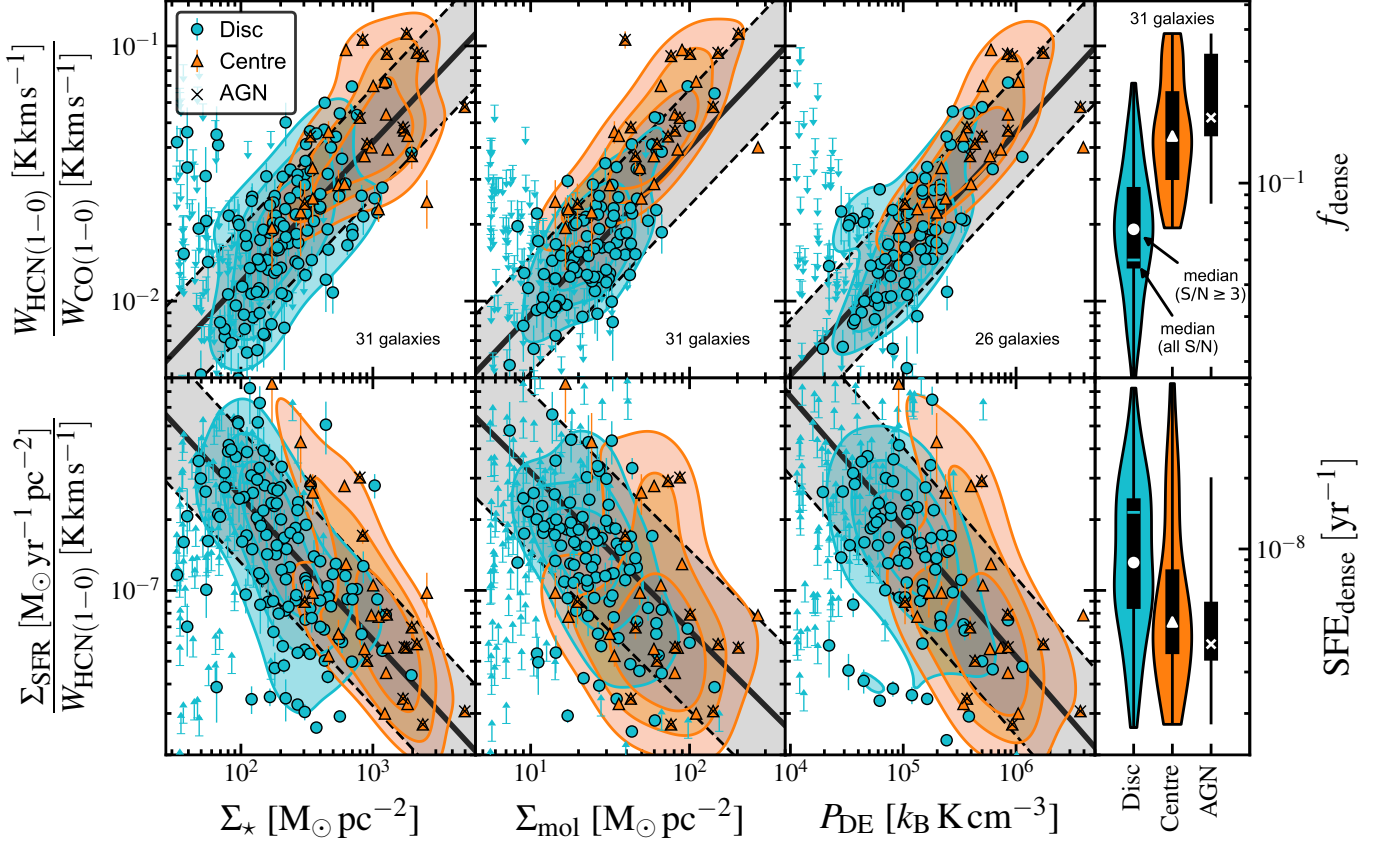 Disc
Centre
AGN
W_HCN(1−0) [K km s^−1]
W_CO(1−0) [K km s^−1]
10^−1
10^−2
31 galaxies
31 galaxies
26 galaxies
31 galaxies
median
(S/N ≥ 3)
median
(all S/N)
10^−1
f_dense
Σ_SFR [M_⊙ yr^−1 pc^−2]
W_HCN(1−0) [K km s^−1]
10^−7
10^−8
SFE_dense [yr^−1]
10^2 10^3
10^1 10^2
10^4 10^5 10^6
Disc
Centre
AGN
Σ_⋆ [M_⊙ pc^−2]
Σ_mol [M_⊙ pc^−2]
P_DE [k_B K cm^−3]